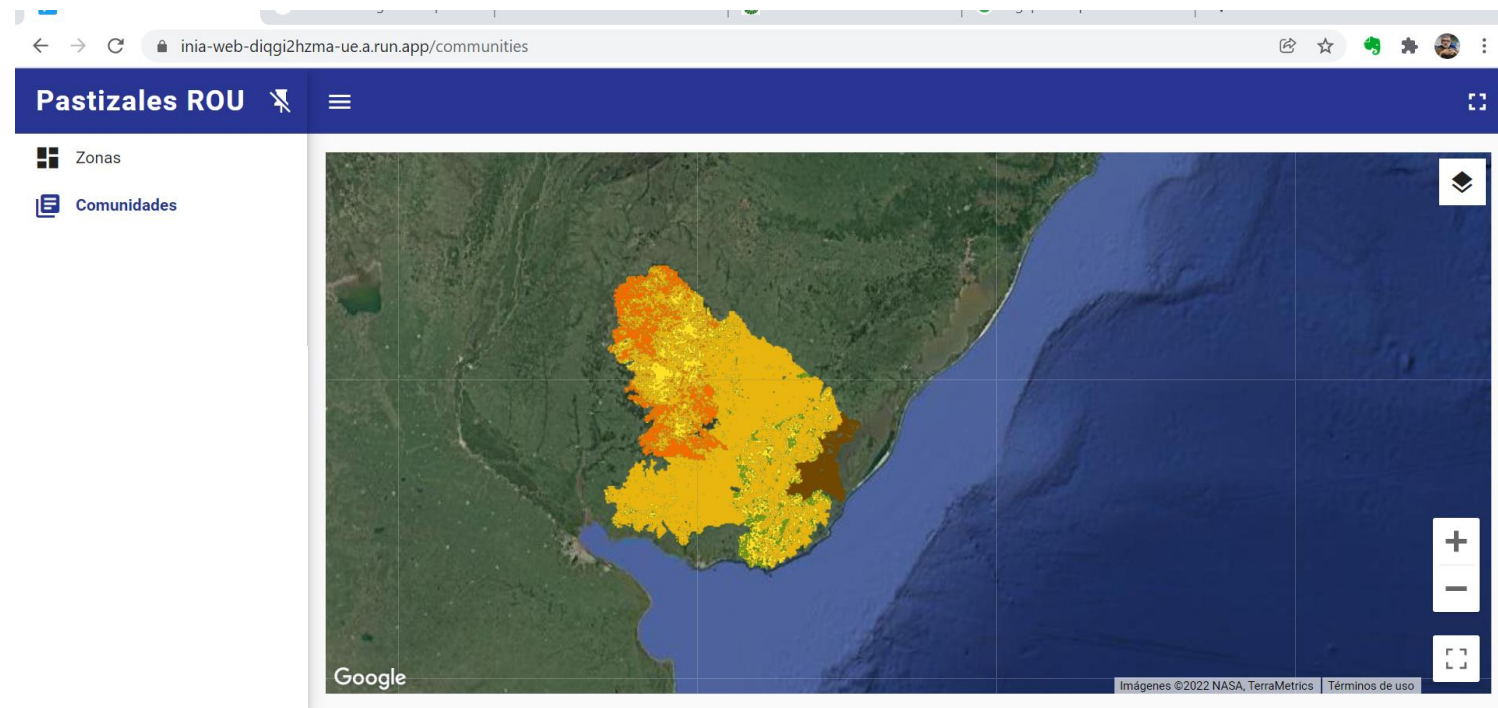 inia-web-diqgi2hzma-ue.a.run.app/communities
Pastizales ROU
Zonas
Comunidades
Google
Imágenes ©2022 NASA, TerraMetrics
Términos de uso